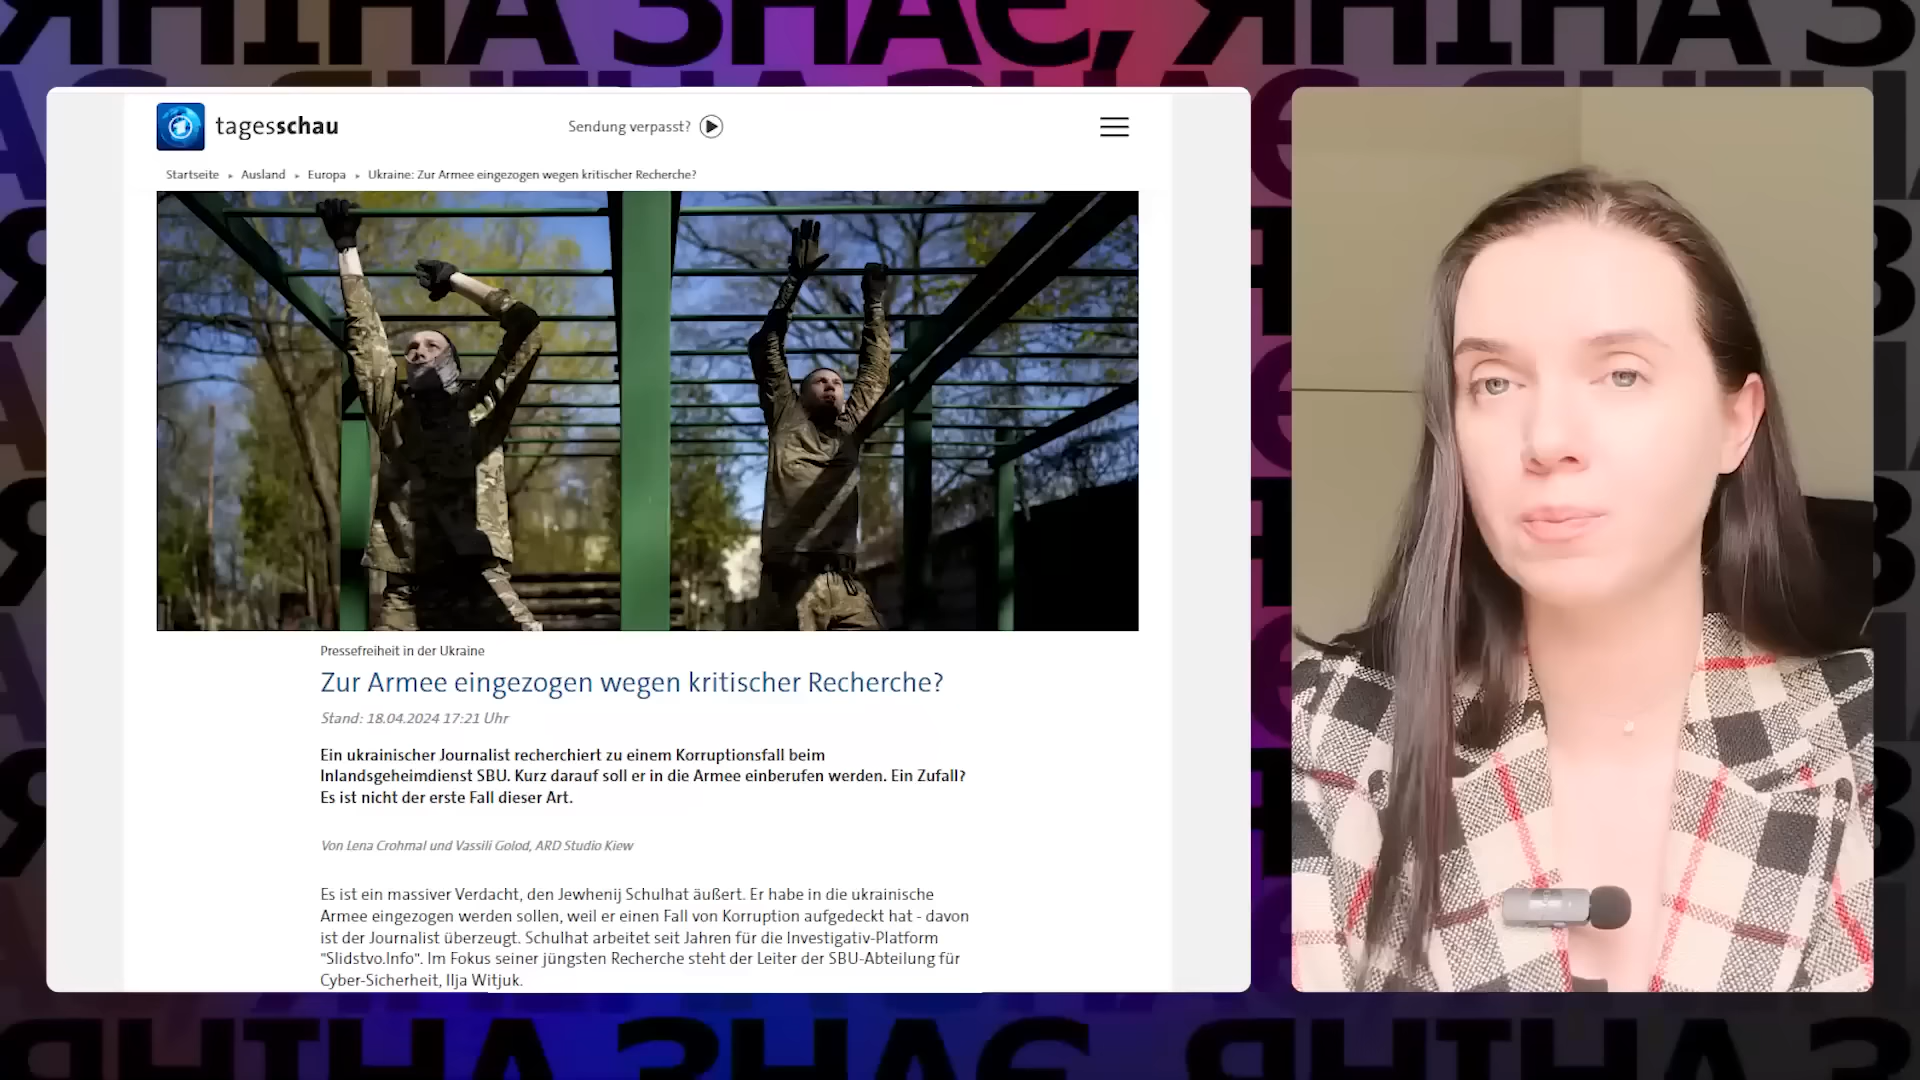 ЯНІНА ЗНАЄ, ЯНІНА З
tagesschau
Sendung verpasst?
Startseite ▸ Ausland ▸ Europa ▸ Ukraine: Zur Armee eingezogen wegen kritischer Recherche?
Pressefreiheit in der Ukraine
Zur Armee eingezogen wegen kritischer Recherche?
Stand: 18.04.2024 17:21 Uhr
Ein ukrainischer Journalist recherchiert zu einem Korruptionsfall beim
Inlandsgeheimdienst SBU. Kurz darauf soll er in die Armee einberufen werden. Ein Zufall?
Es ist nicht der erste Fall dieser Art.
Von Lena Crohmal und Vassili Golod, ARD Studio Kiew
Es ist ein massiver Verdacht, den Jewhenij Schulhat äußert. Er habe in die ukrainische
Armee eingezogen werden sollen, weil er einen Fall von Korruption aufgedeckt hat - davon
ist der Journalist überzeugt. Schulhat arbeitet seit Jahren für die Investigativ-Platform
"Slidstvo.Info". Im Fokus seiner jüngsten Recherche steht der Leiter der SBU-Abteilung für
Cyber-Sicherheit, Ilja Witjuk.
ЯНІНА ЗНАЄ, ЯНІНА З